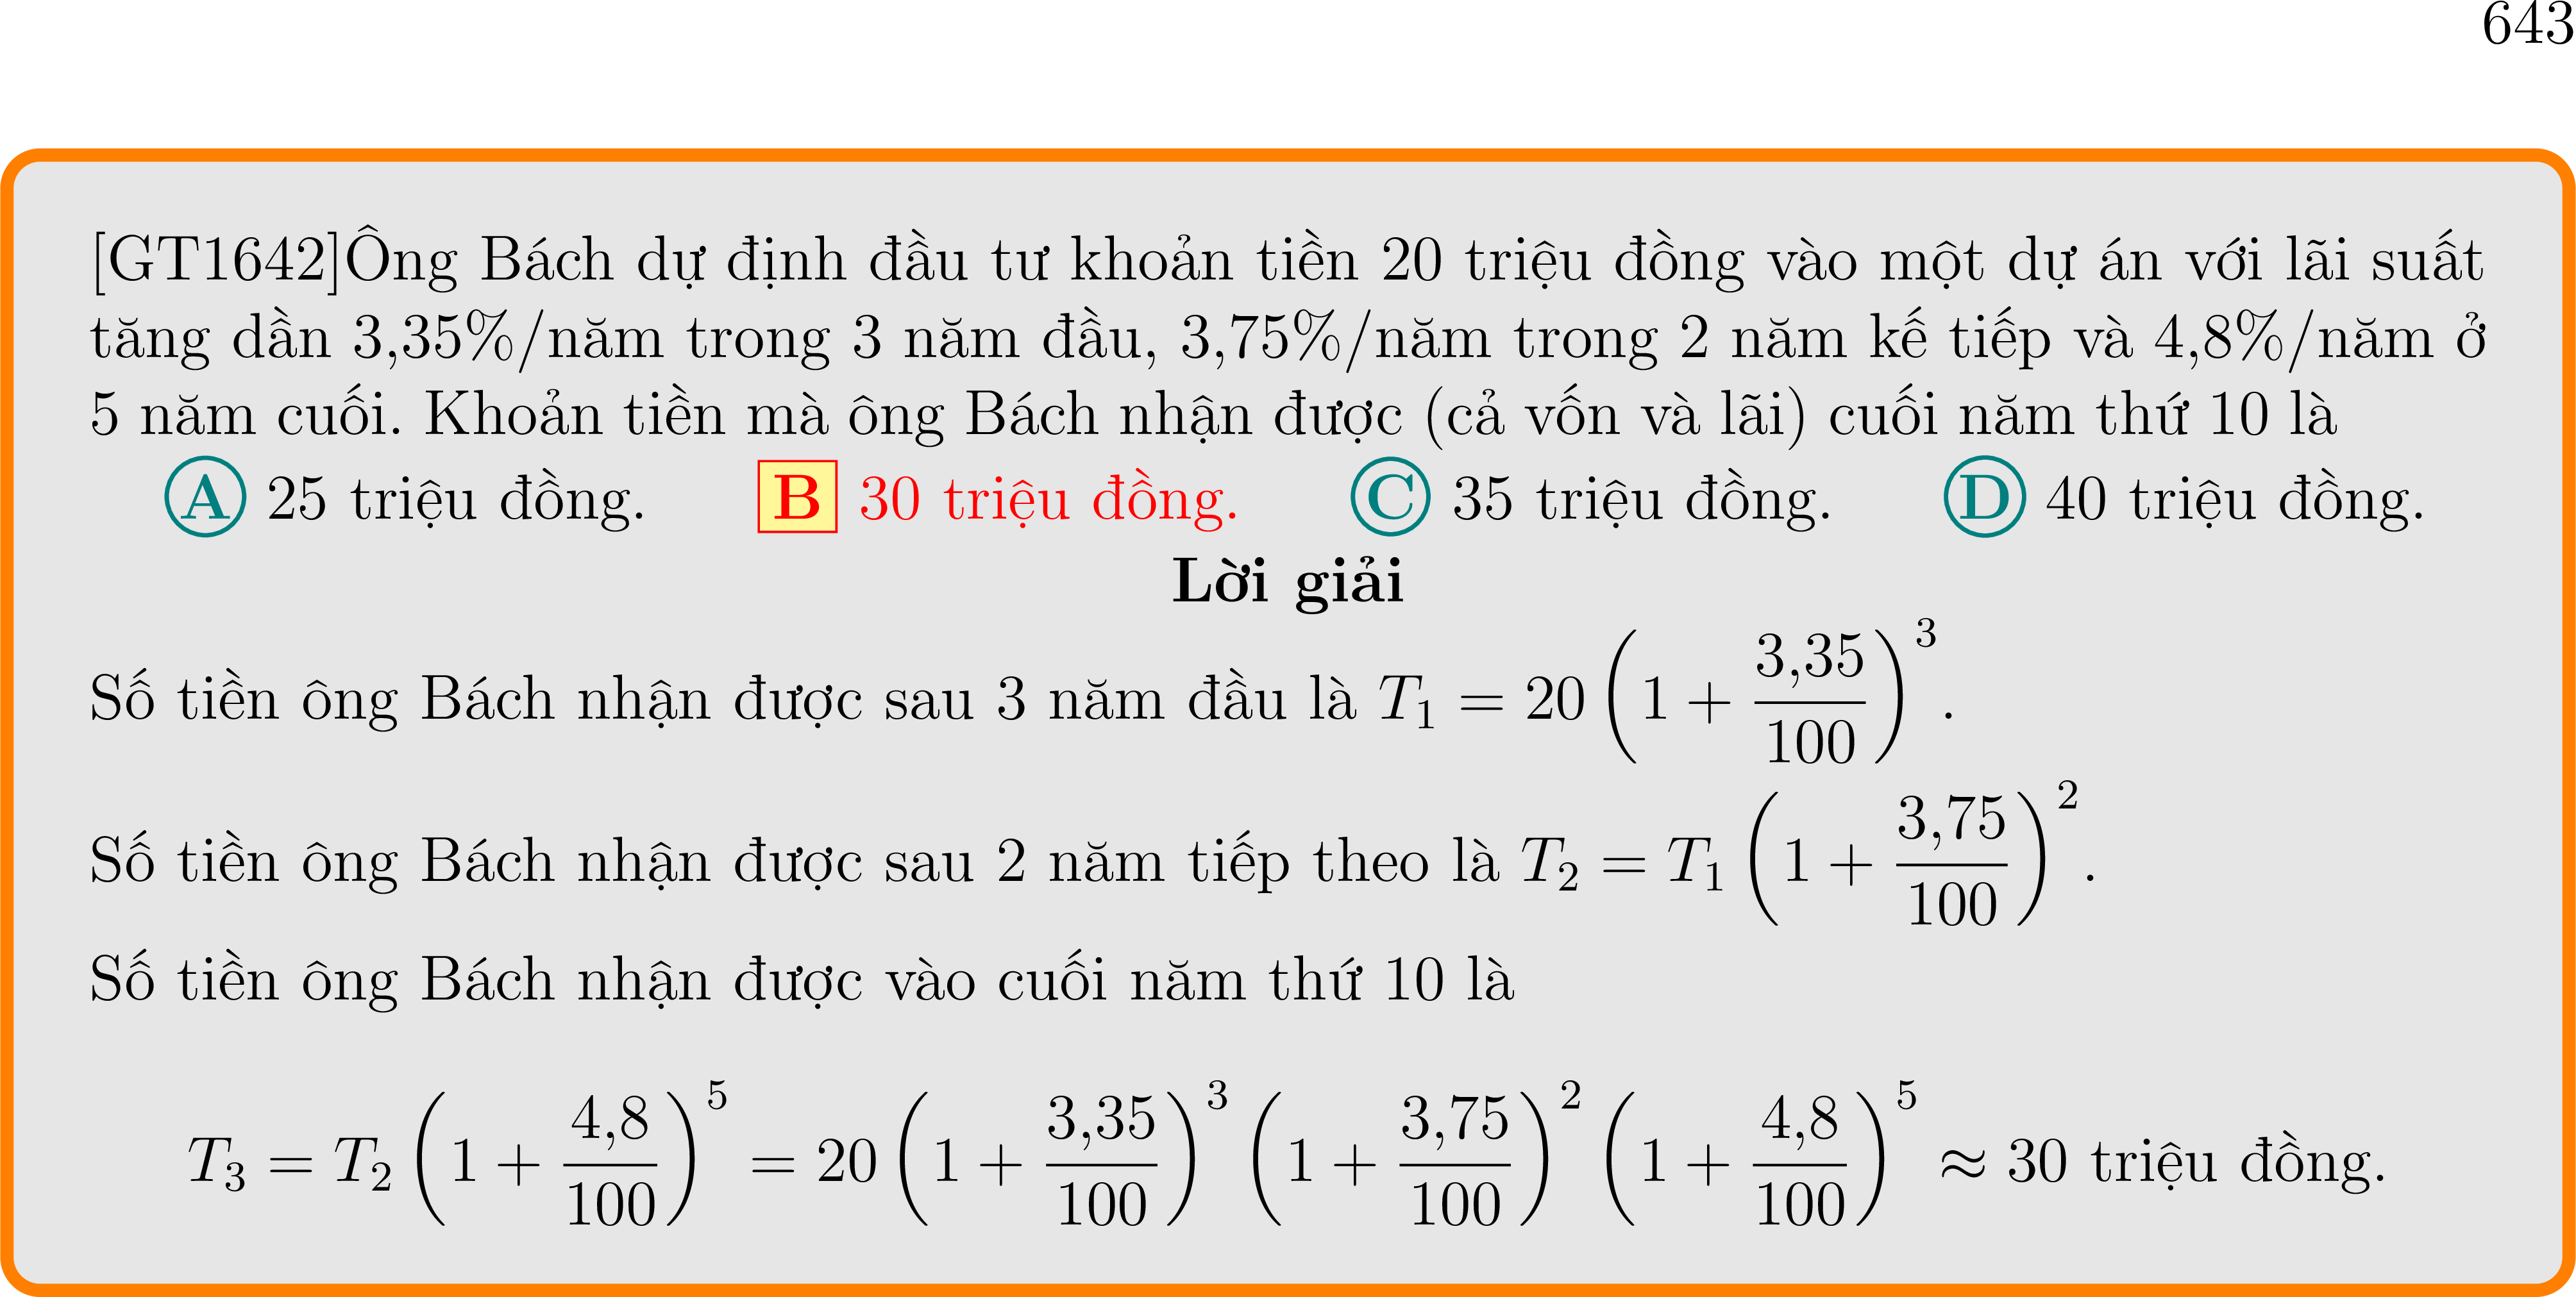 643
[GT1642]Ông Bách dự định đầu tư khoản tiền 20 triệu đồng vào một dự án với lãi suất
tăng dần 3,35%/năm trong 3 năm đầu, 3,75%/năm trong 2 năm kế tiếp và 4,8%/năm ở
5 năm cuối. Khoản tiền mà ông Bách nhận được (cả vốn và lãi) cuối năm thứ 10 là
A 25 triệu đồng. B 30 triệu đồng. C 35 triệu đồng. D 40 triệu đồng.
Lời giải
Số tiền ông Bách nhận được sau 3 năm đầu là $T_1 = 20\left(1 + \frac{3,35}{100}\right)^3$.
Số tiền ông Bách nhận được sau 2 năm tiếp theo là $T_2 = T_1\left(1 + \frac{3,75}{100}\right)^2$.
Số tiền ông Bách nhận được vào cuối năm thứ 10 là
$T_3 = T_2\left(1 + \frac{4,8}{100}\right)^5 = 20\left(1 + \frac{3,35}{100}\right)^3\left(1 + \frac{3,75}{100}\right)^2\left(1 + \frac{4,8}{100}\right)^5 \approx 30$ triệu đồng.